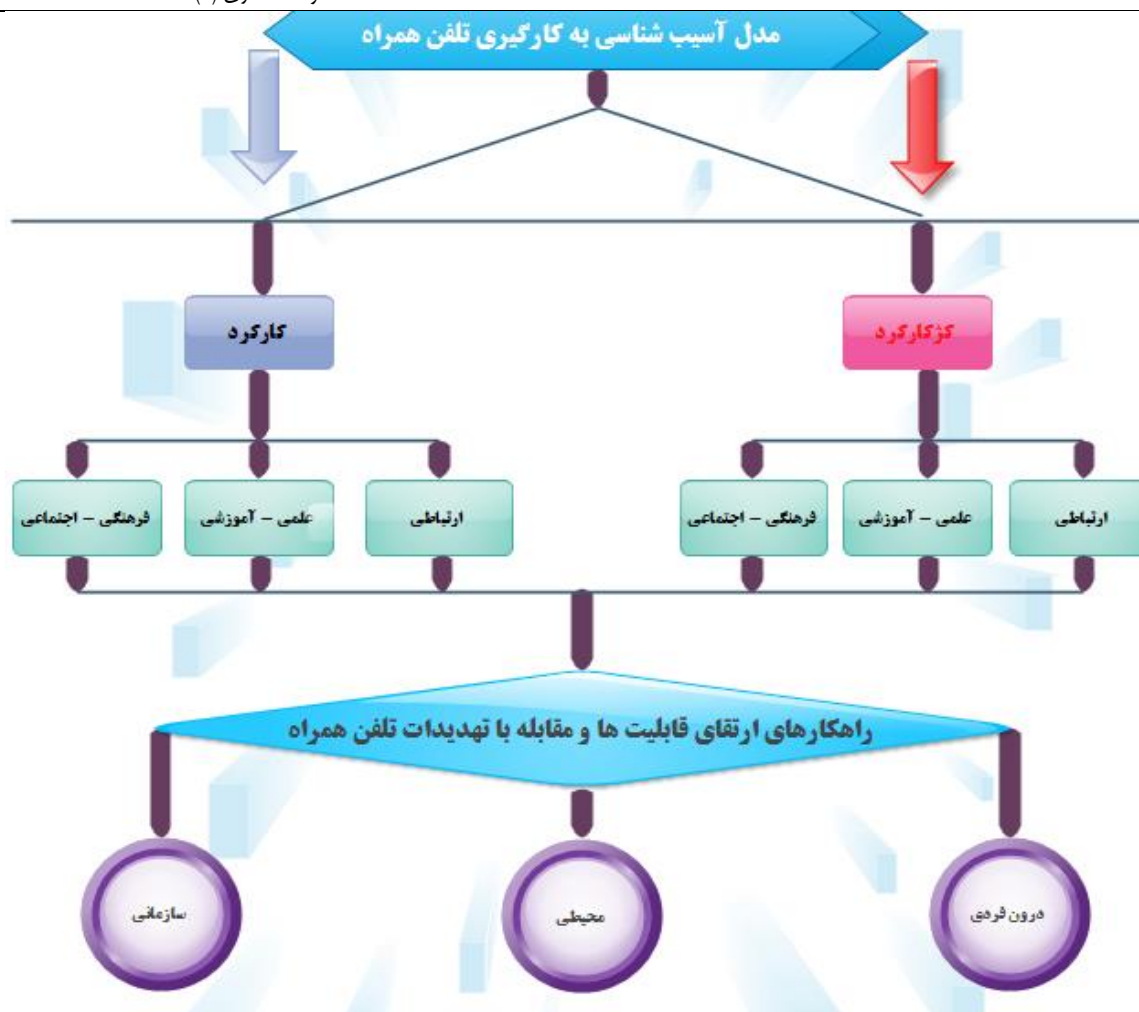 مدل آسیب شناسی به کارگیری تلفن همراه
کژکارکرد
کارکرد
ارتباطی
علمی – آموزشی
فرهنگی – اجتماعی
ارتباطی
علمی – آموزشی
فرهنگی – اجتماعی
راهکارهای ارتقای قابلیت ها و مقابله با تهدیدات تلفن همراه
درون فردی
محیطی
سازمانی